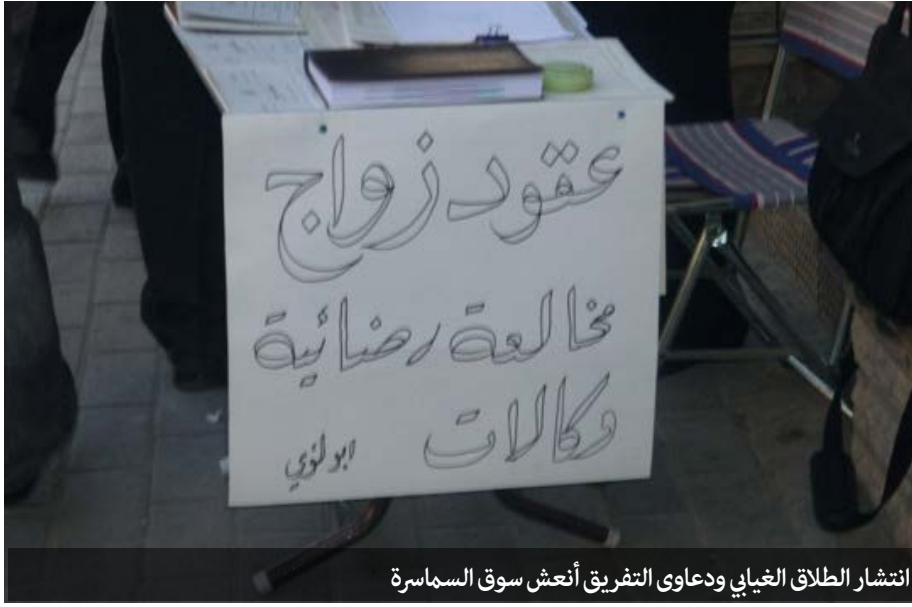 عقود زواج
مخالعة رضائية
وكالات
ابو لؤي
انتشار الطلاق الغيابي ودعاوى التفريق أنعش سوق السماسرة